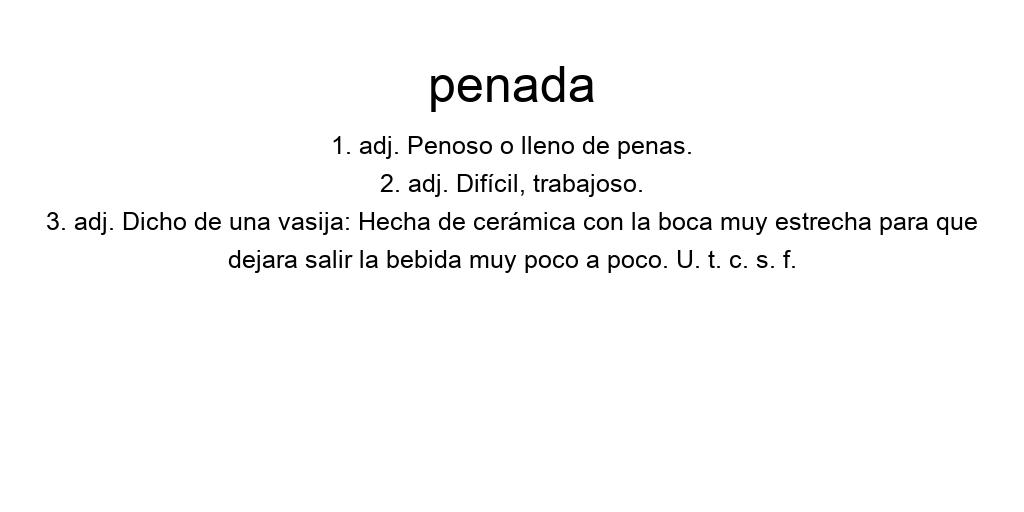 penada
1. adj. Penoso o lleno de penas.
2. adj. Difícil, trabajoso.
3. adj. Dicho de una vasija: Hecha de cerámica con la boca muy estrecha para que
dejara salir la bebida muy poco a poco. U. t. c. s. f.